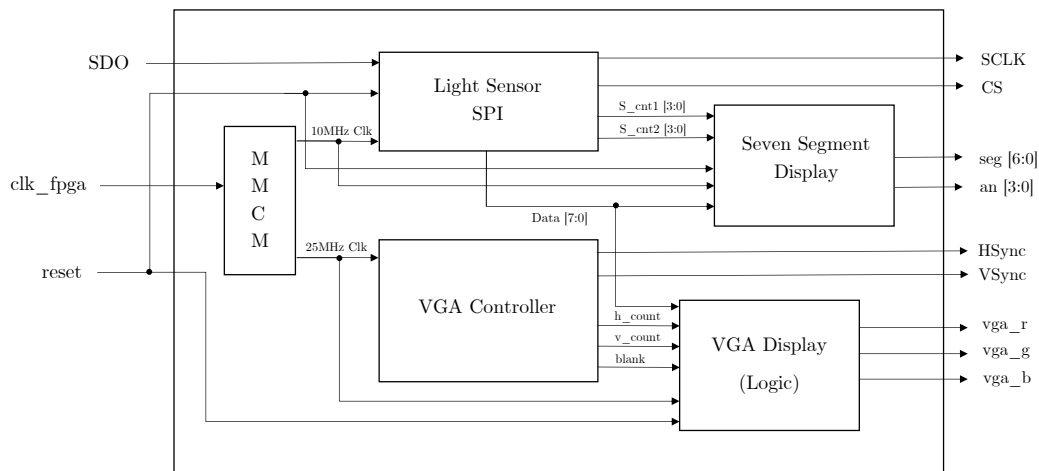 SDO
clk_fpga
reset
M
M
C
M
10MHz Clk
25MHz Clk
Light Sensor
SPI
S_cnt1 [3:0]
S_cnt2 [3:0]
Data [7:0]
Seven Segment
Display
VGA Controller
h_count
v_count
blank
VGA Display
(Logic)
SCLK
CS
seg [6:0]
an [3:0]
HSync
VSync
vga_r
vga_g
vga_b